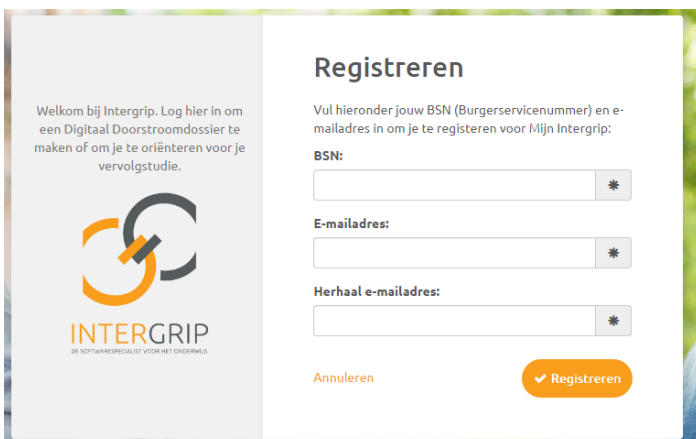 Welkom bij Intergrip. Log hier in om
een Digitaal Doorstroomdossier te
maken of om je te oriënteren voor je
vervolgstudie.
INTERGRIP
DE SOFTWARESPECIALIST VOOR HET ONDERWIJS
Registreren
Vul hieronder jouw BSN (Burgerservicenummer) en e-
mailadres in om je te registeren voor Mijn Intergrip:
BSN:
E-mailadres:
Herhaal e-mailadres:
Annuleren
Registreren